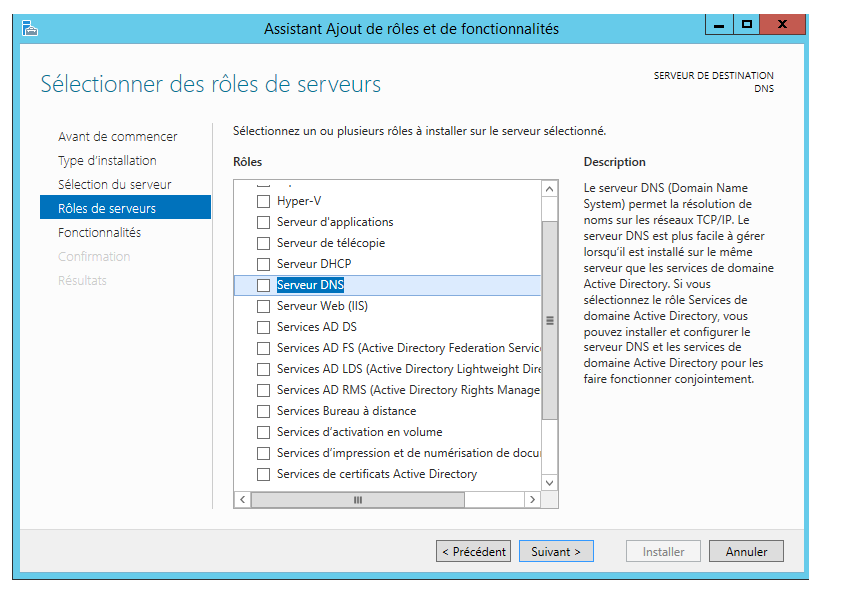 Assistant Ajout de rôles et de fonctionnalités
Sélectionner des rôles de serveurs
SERVEUR DE DESTINATION
DNS
Avant de commencer
Type d'installation
Sélection du serveur
Rôles de serveurs
Fonctionnalités
Confirmation
Résultats
Sélectionnez un ou plusieurs rôles à installer sur le serveur sélectionné.
Rôles
Hyper-V
Serveur d'applications
Serveur de télécopie
Serveur DHCP
Serveur DNS
Serveur Web (IIS)
Services AD DS
Services AD FS (Active Directory Federation Servic
Services AD LDS (Active Directory Lightweight Dire
Services AD RMS (Active Directory Rights Manage
Services Bureau à distance
Services d'activation en volume
Services d'impression et de numérisation de docu
Services de certificats Active Directory
Description
Le serveur DNS (Domain Name
System) permet la résolution de
noms sur les réseaux TCP/IP. Le
serveur DNS est plus facile à gérer
lorsqu'il est installé sur le même
serveur que les services de domaine
Active Directory. Si vous
sélectionnez le rôle Services de
domaine Active Directory, vous
pouvez installer et configurer le
serveur DNS et les services de
domaine Active Directory pour les
faire fonctionner conjointement.
< Précédent
Suivant >
Installer
Annuler